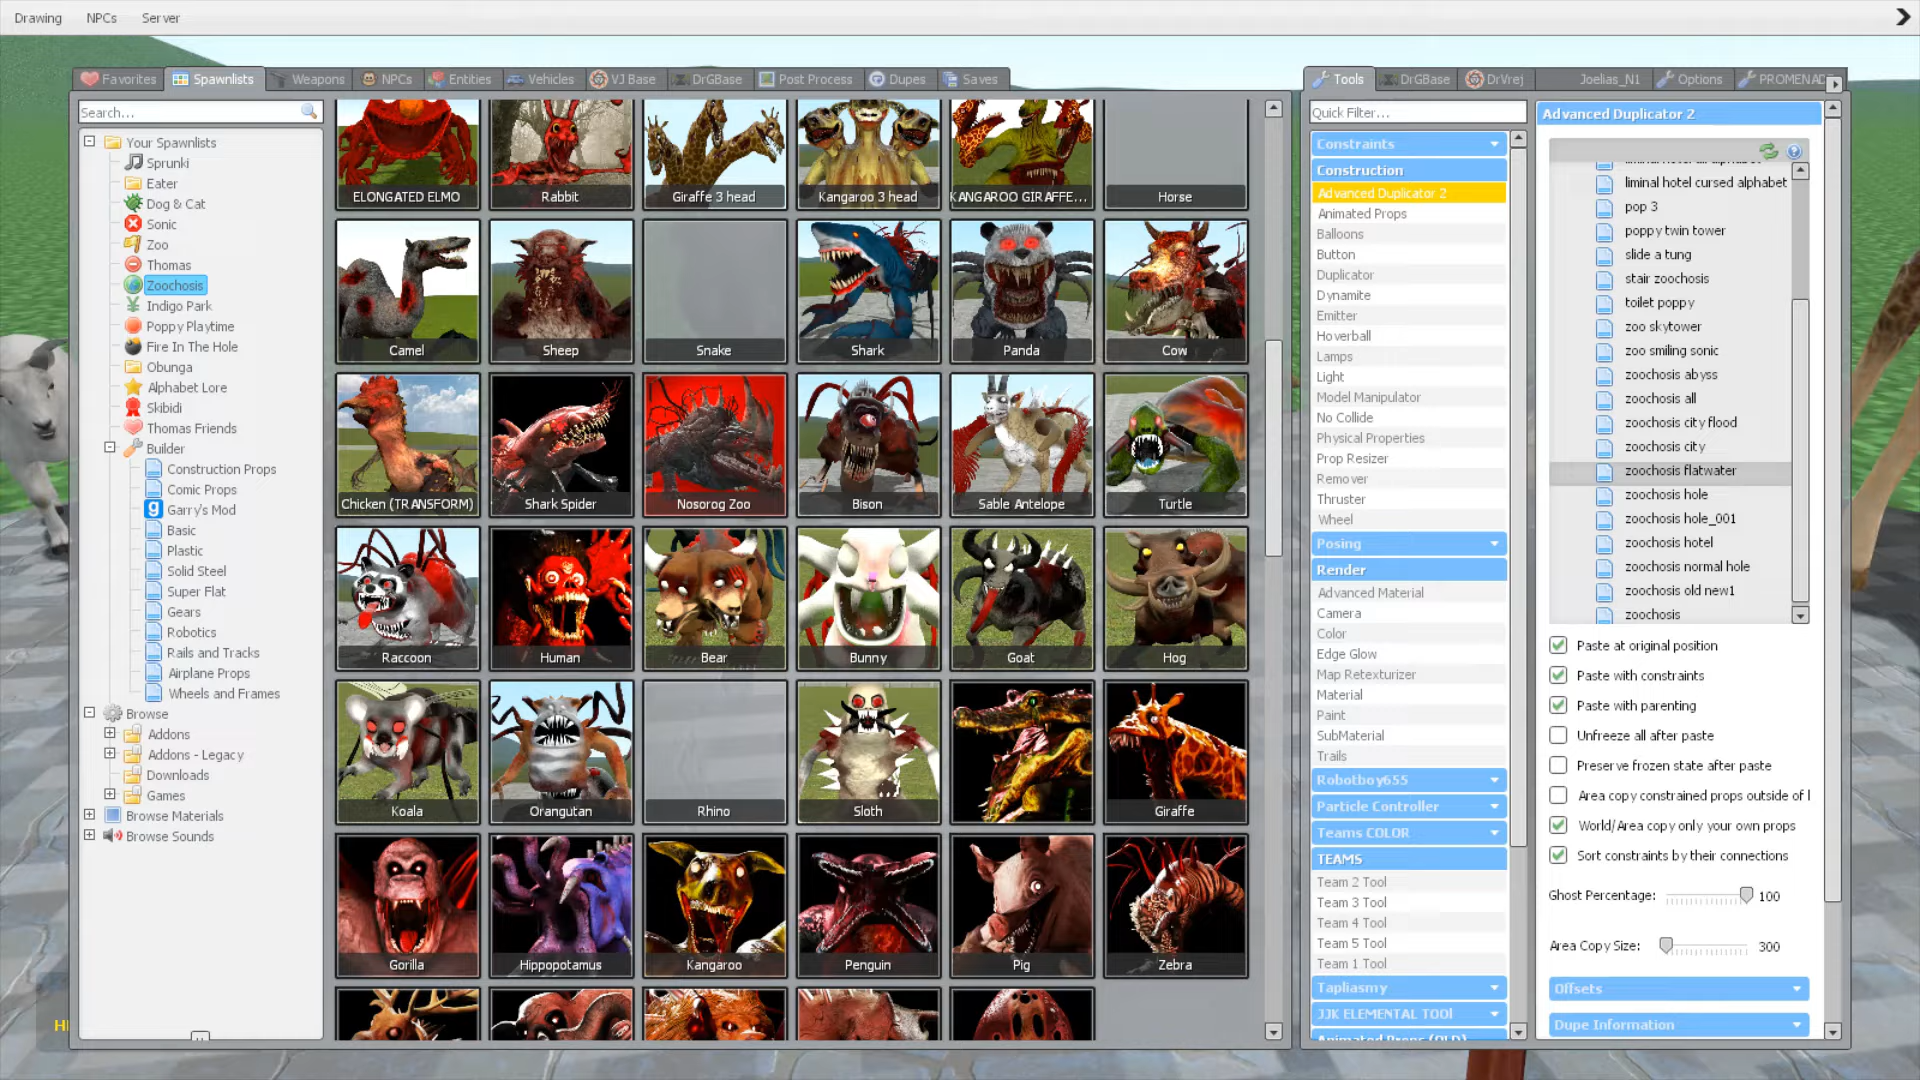 Drawing NPCs Server
Favorites Spawnlists Weapons NPCs Entities Vehicles VJ Base DrGBase Post Process Dupes Saves
Search...
Your Spawnlists
Sprunki
Eater
Dog & Cat
Sonic
Zoo
Thomas
Zoochosis
Indigo Park
Poppy Playtime
Fire In The Hole
Obunga
Alphabet Lore
Skibidi
Thomas Friends
Builder
Construction Props
Comic Props
Garry's Mod
Basic
Plastic
Solid Steel
Super Flat
Gears
Robotics
Rails and Tracks
Airplane Props
Wheels and Frames
Browse
Addons
Addons - Legacy
Downloads
Games
Browse Materials
Browse Sounds
ELONGATED ELMO Rabbit Giraffe 3 head Kangaroo 3 head KANGAROO GIRAFFE... Horse
Camel Sheep Snake Shark Panda Cow
Chicken (TRANSFORM) Shark Spider Nosorog Zoo Bison Sable Antelope Turtle
Raccoon Human Bear Bunny Goat Hog
Koala Orangutan Rhino Sloth Giraffe
Gorilla Hippopotamus Kangaroo Penguin Pig Zebra
Tools DrGBase DrVrej Joelias_N1 Options PROMENAD
Quick Filter...
Constraints
Construction
Advanced Duplicator 2
Animated Props
Balloons
Button
Duplicator
Dynamite
Emitter
Hoverball
Lamps
Light
Model Manipulator
No Collide
Physical Properties
Prop Resizer
Remover
Thruster
Wheel
Posing
Render
Advanced Material
Camera
Color
Edge Glow
Map Retexturizer
Material
Paint
SubMaterial
Trails
Robotboy655
Particle Controller
Teams COLOR
TEAMS
Team 2 Tool
Team 3 Tool
Team 4 Tool
Team 5 Tool
Team 1 Tool
Tapliasmy
JJK ELEMENTAL TOOl
Animated Props (OLD)
Advanced Duplicator 2
liminal hotel cursed alphabet
pop 3
poppy twin tower
slide a tung
stair zoochosis
toilet poppy
zoo skytower
zoo smiling sonic
zoochosis abyss
zoochosis all
zoochosis city flood
zoochosis city
zoochosis flatwater
zoochosis hole
zoochosis hole_001
zoochosis hotel
zoochosis normal hole
zoochosis old new1
zoochosis
Paste at original position
Paste with constraints
Paste with parenting
Unfreeze all after paste
Preserve frozen state after paste
Area copy constrained props outside of
World/Area copy only your own props
Sort constraints by their connections
Ghost Percentage: 100
Area Copy Size: 300
Offsets
Dupe Information